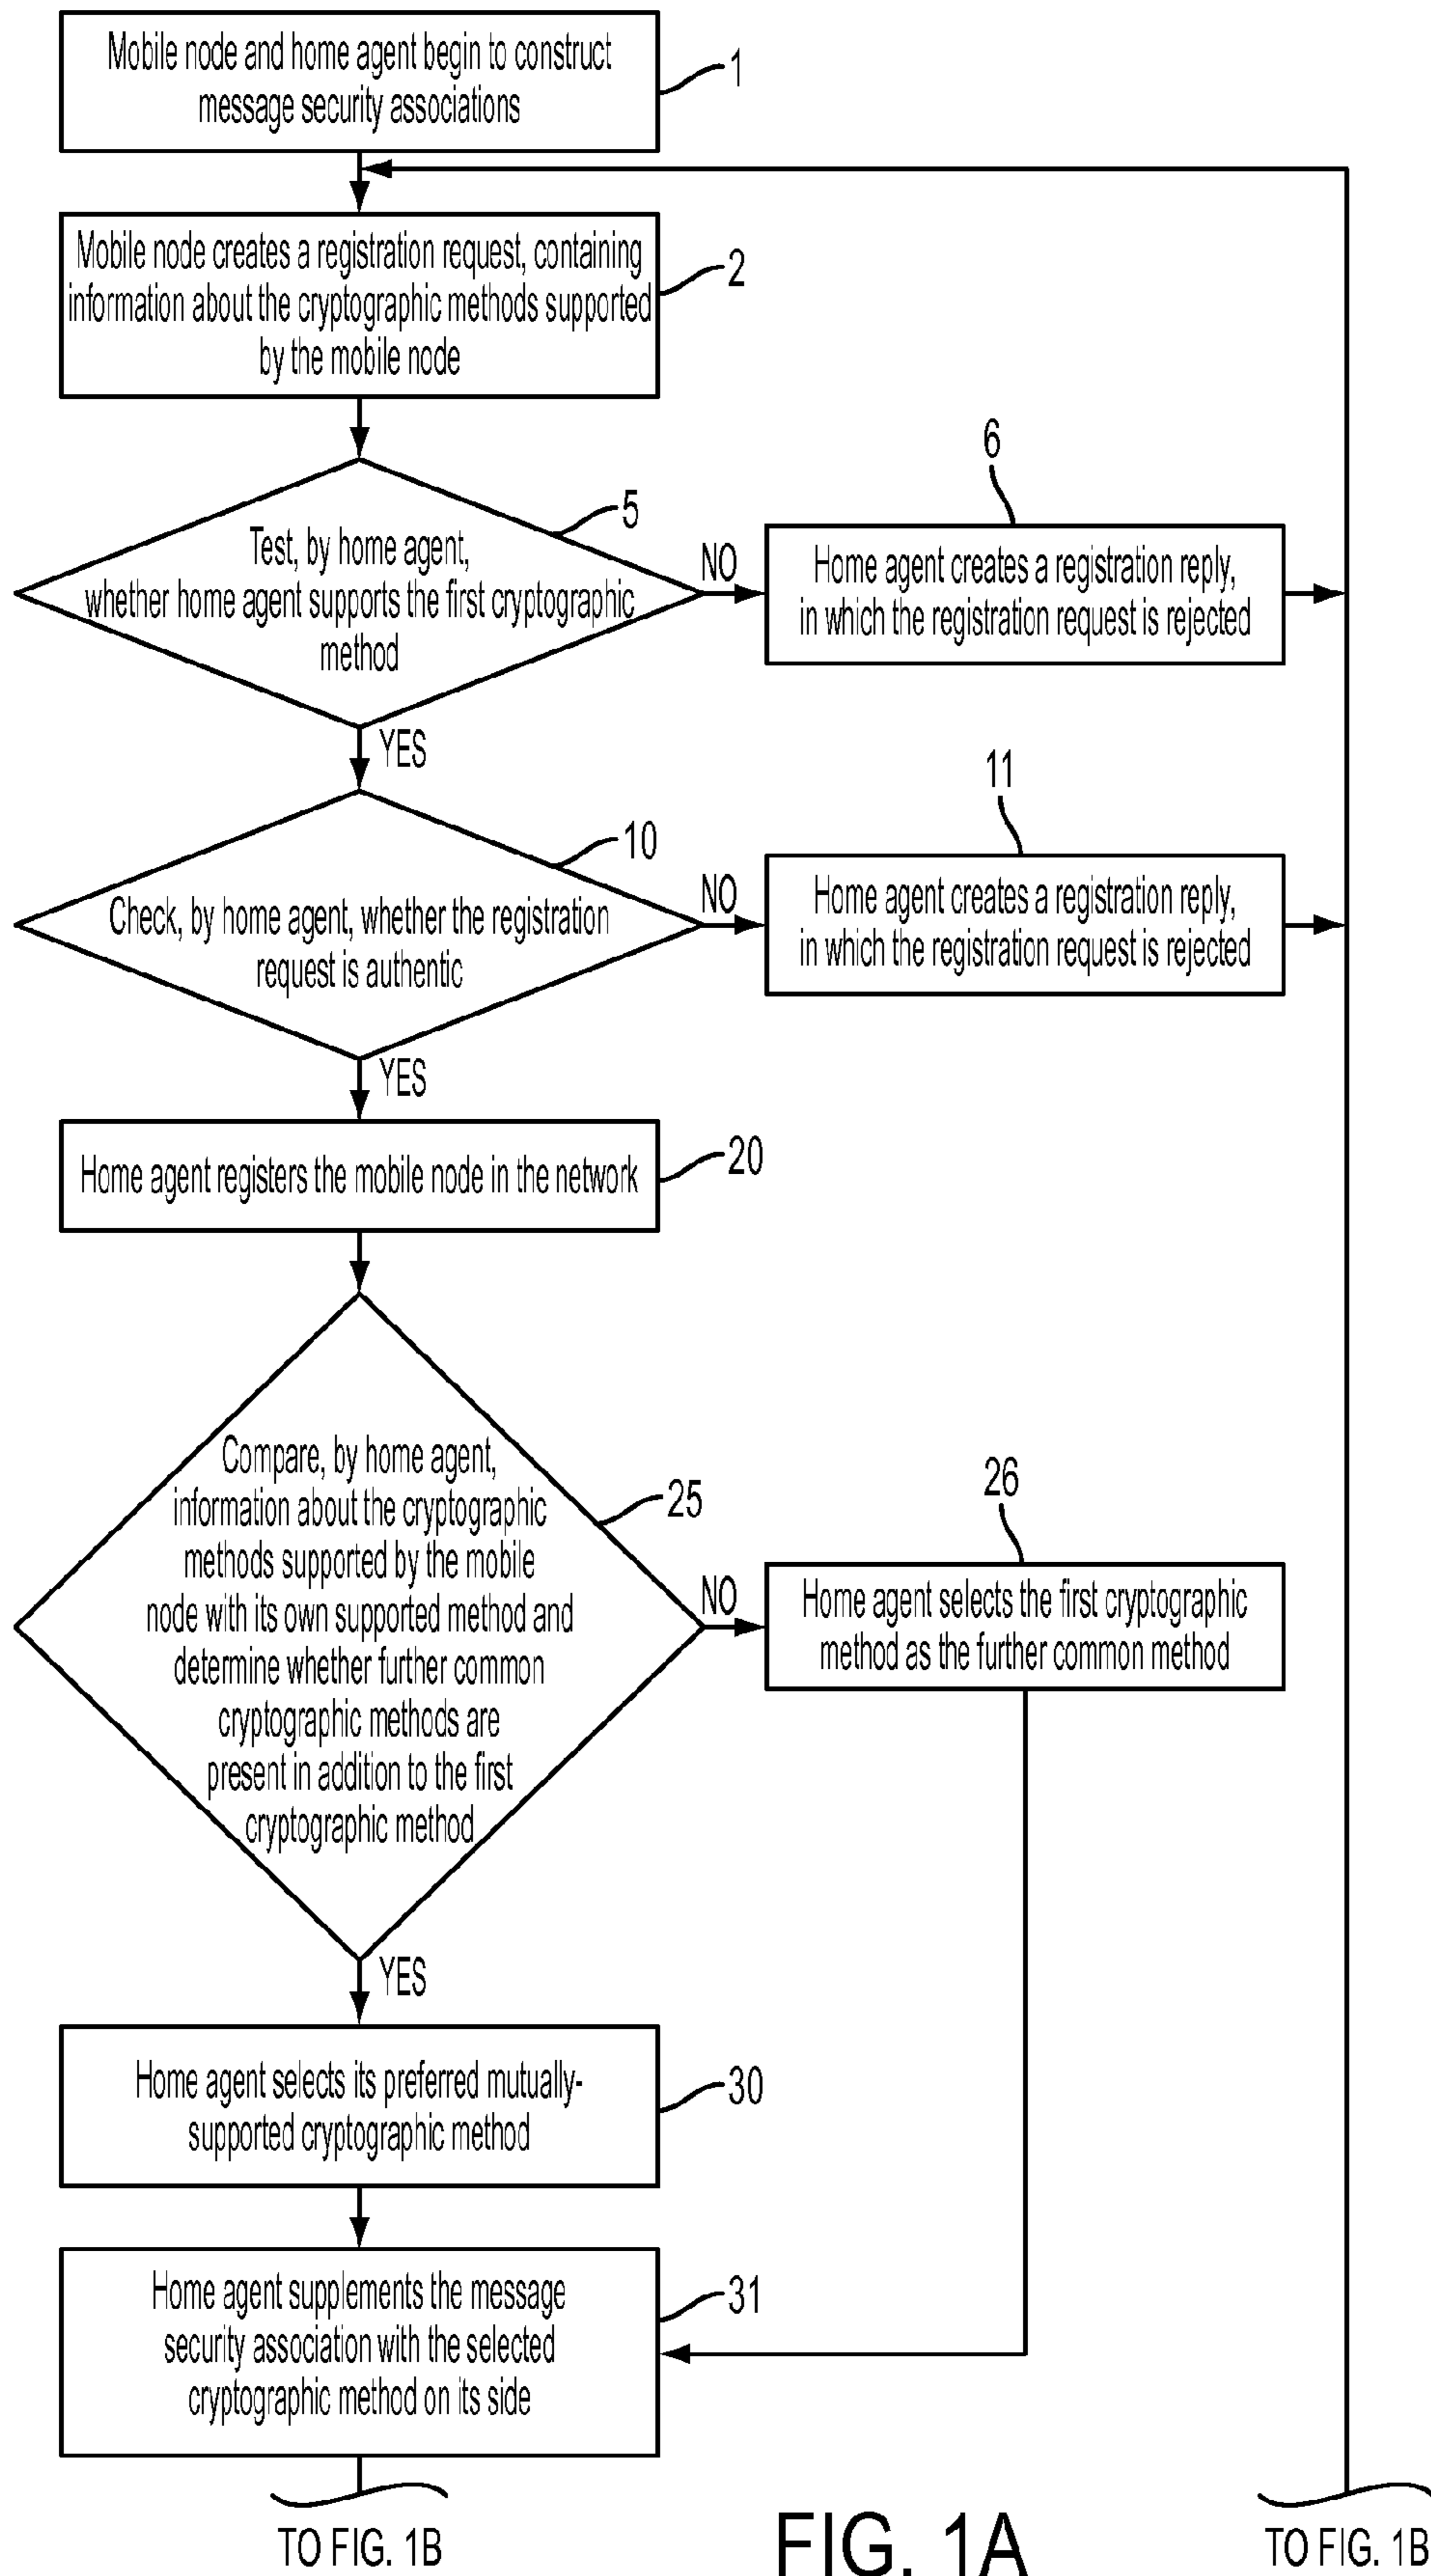 Mobile node and home agent begin to construct
message security associations
1
Mobile node creates a registration request, containing
information about the cryptographic methods supported
by the mobile node
2
Test, by home agent,
whether home agent supports the first cryptographic
method
5
NO
6
Home agent creates a registration reply,
in which the registration request is rejected
YES
Check, by home agent, whether the registration
request is authentic
10
NO
11
Home agent creates a registration reply,
in which the registration request is rejected
YES
Home agent registers the mobile node in the network
20
Compare, by home agent,
information about the cryptographic
methods supported by the mobile
node with its own supported method and
determine whether further common
cryptographic methods are
present in addition to the first
cryptographic method
25
NO
26
Home agent selects the first cryptographic
method as the further common method
YES
Home agent selects its preferred mutually-
supported cryptographic method
30
Home agent supplements the message
security association with the selected
cryptographic method on its side
31
TO FIG. 1B
FIG. 1A
TO FIG. 1B